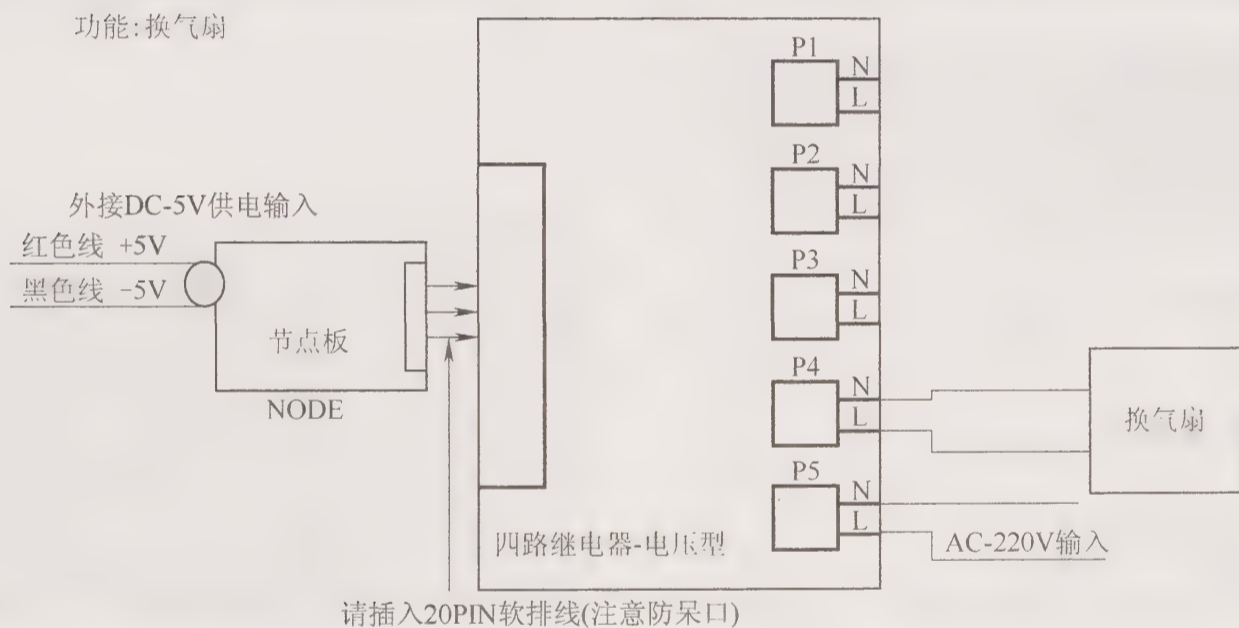 功能:换气扇
P1
N
L
P2
N
L
外接DC-5V供电输入
红色线 +5V
黑色线 -5V
P3
N
L
节点板
NODE
P4
N
L
换气扇
P5
N
L
四路继电器-电压型
AC-220V输入
请插入20PIN软排线(注意防呆口)